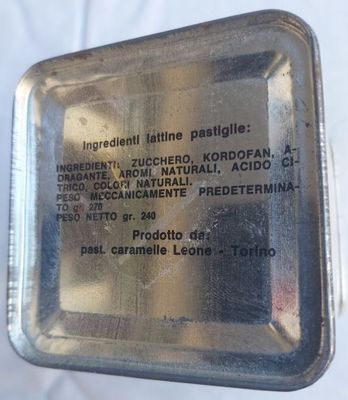 Ingredienti fattine pastiglie:
INGREDIENTI: ZUCCHERO, KORDOFAN, A-
DRAGANTE, AROMI NATURALI, ACIDO CI-
TRICO, COLORI NATURALI.
PESO MECCANICAMENTE PREDETERMINA-
TO gr. 270
PESO NETTO gr. 240
Prodotto da:
past. caramelle Leone - Torino